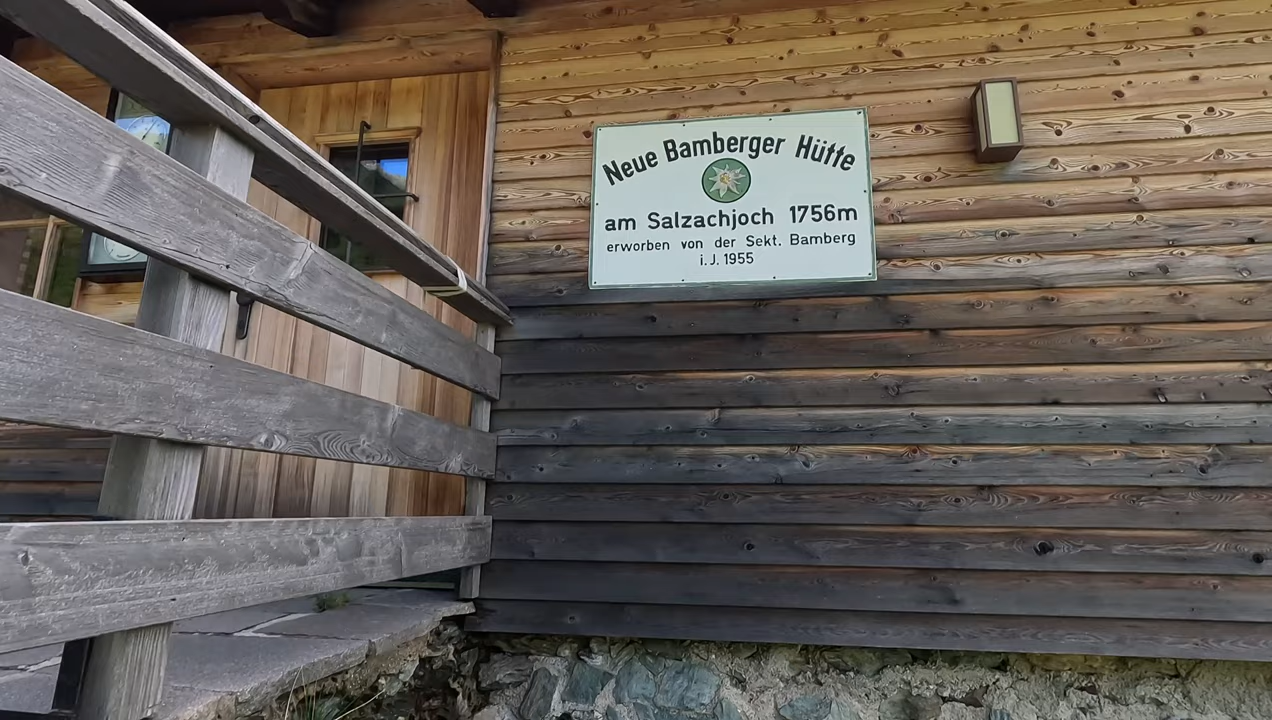 Neue Bamberger Hütte
am Salzachjoch 1756m
erworben von der Sekt. Bamberg
i. J. 1955